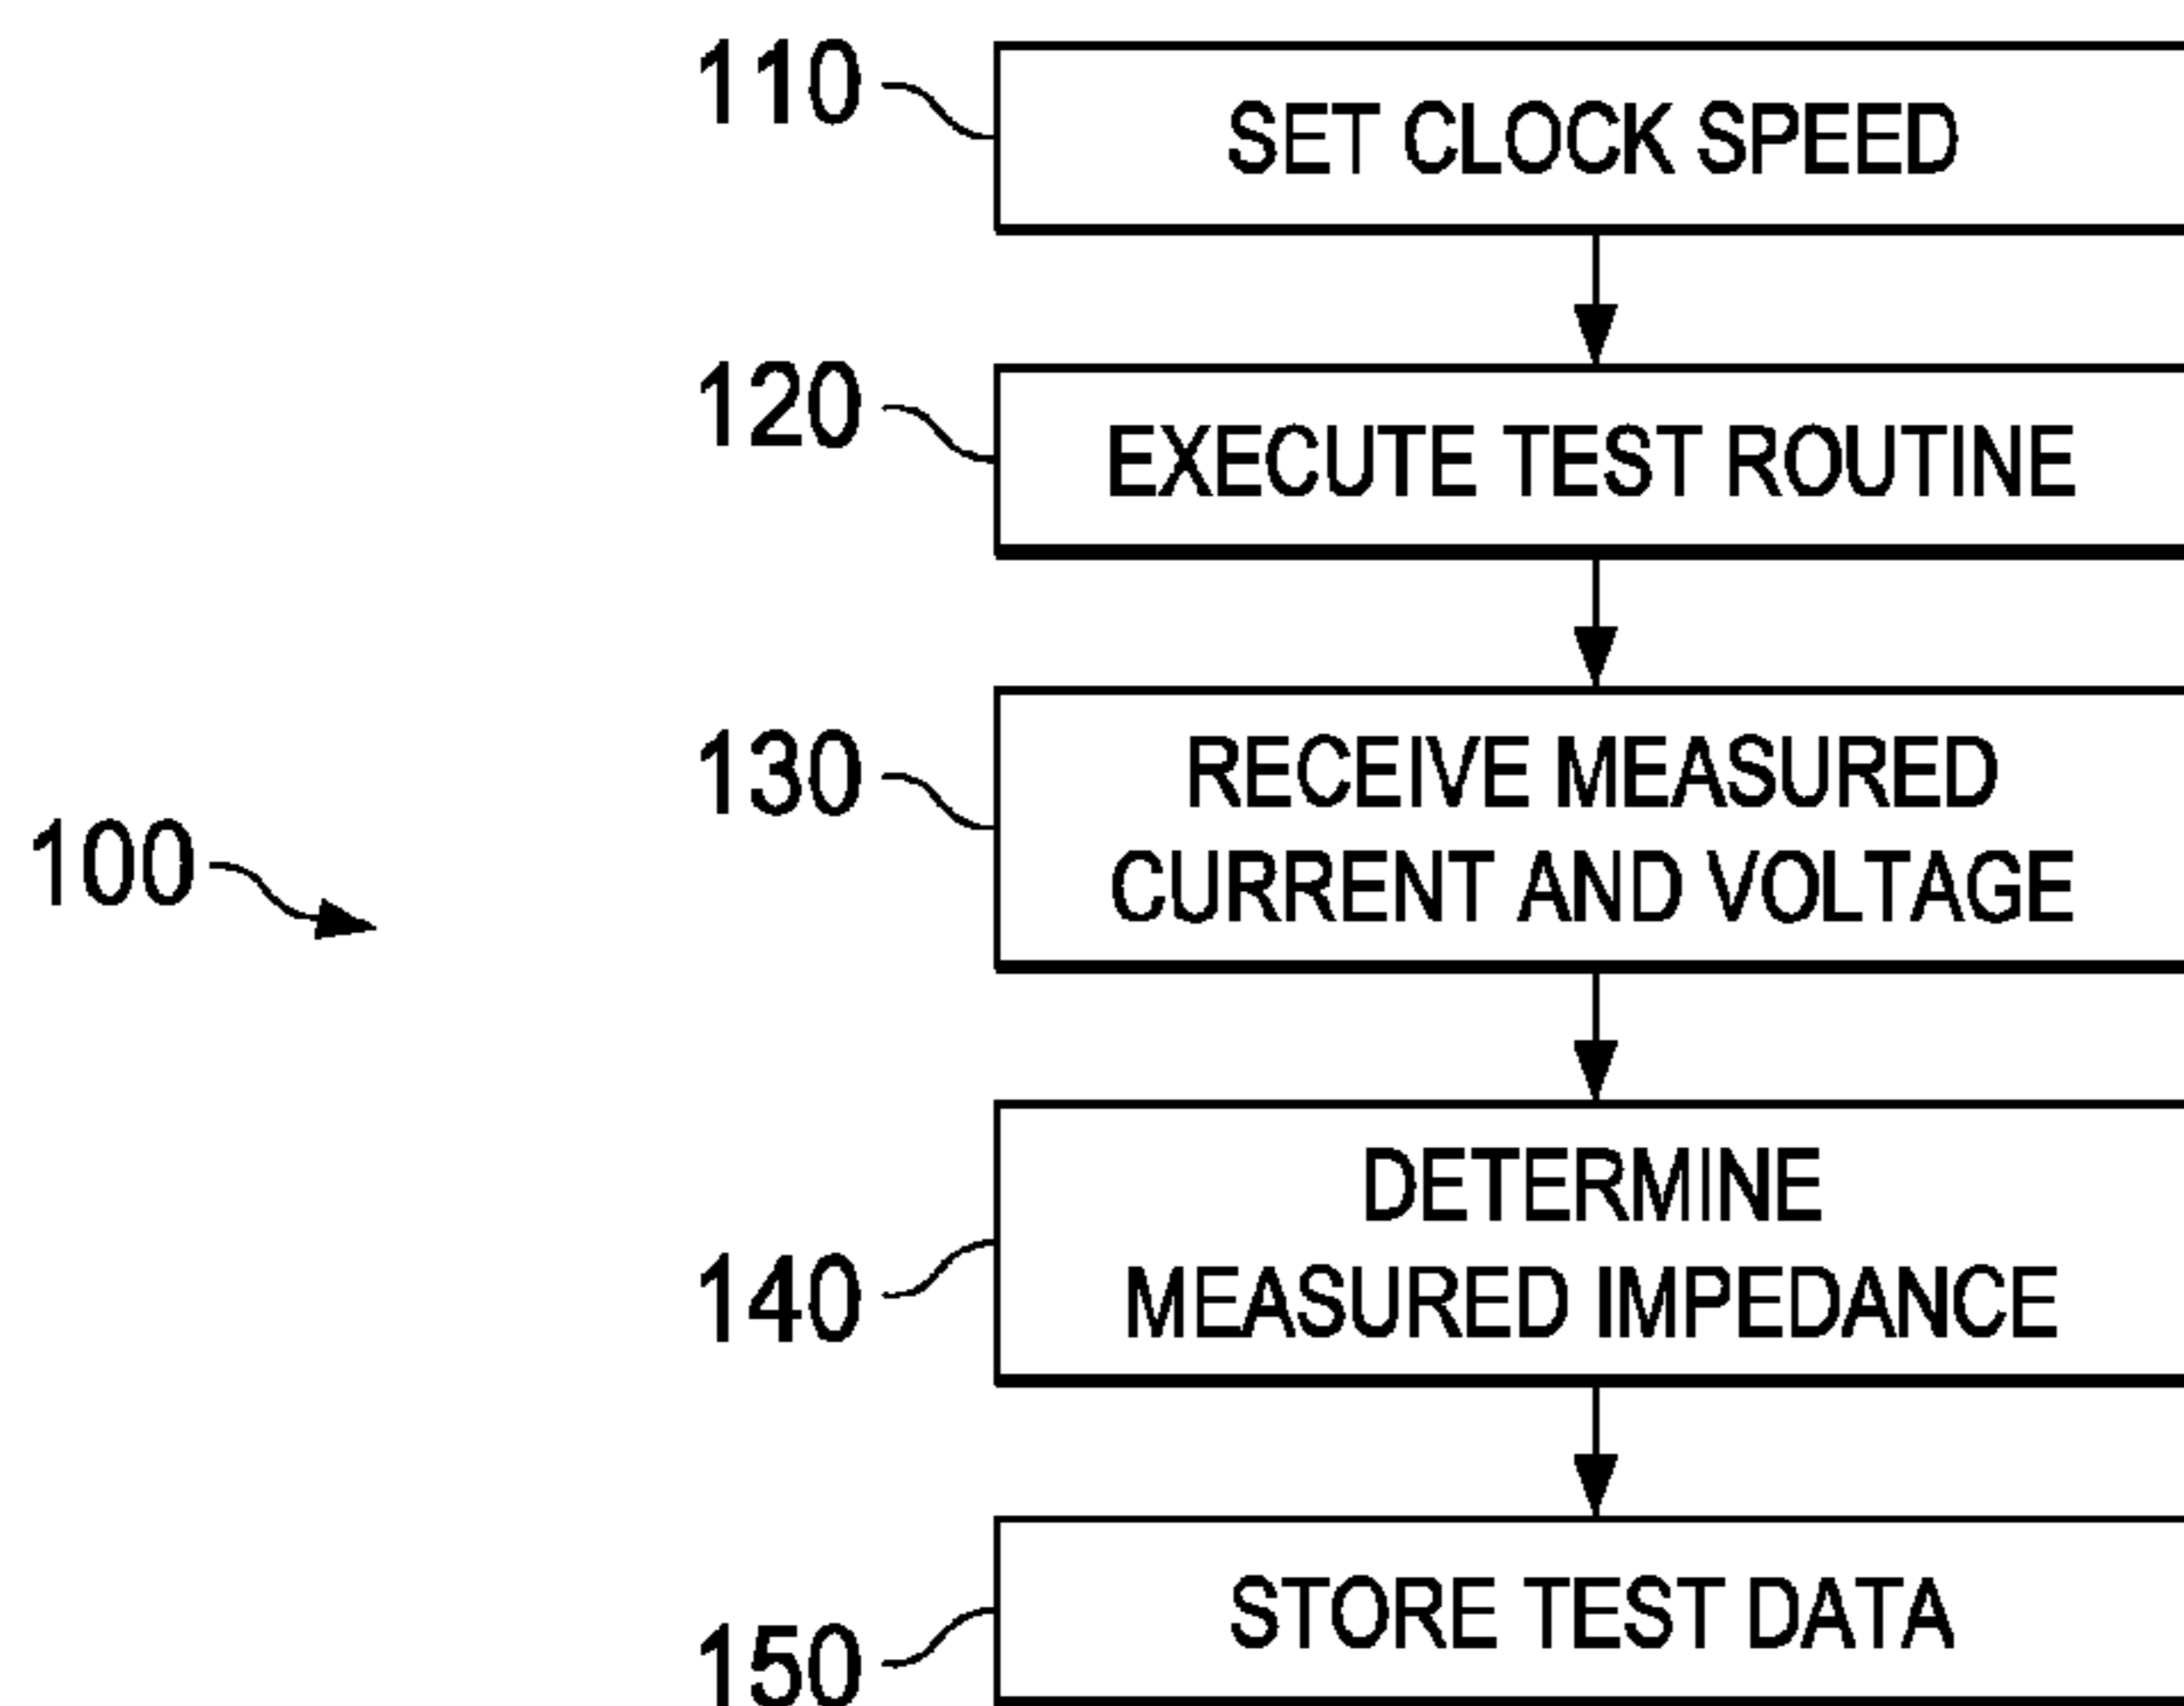 110
SET CLOCK SPEED
120
EXECUTE TEST ROUTINE
130
RECEIVE MEASURED
CURRENT AND VOLTAGE
100
DETERMINE
MEASURED IMPEDANCE
140
STORE TEST DATA
150